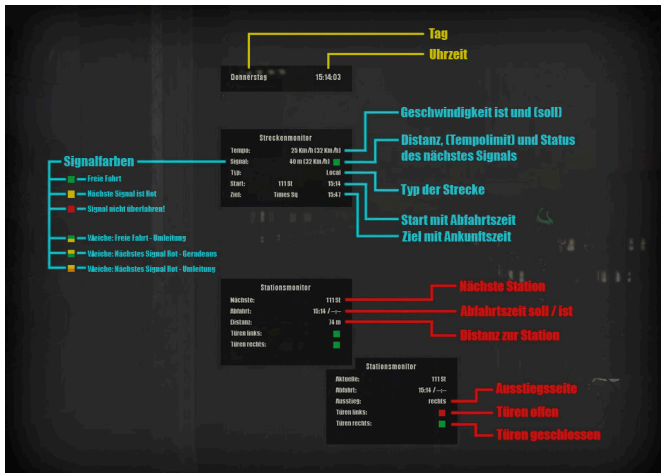 Tag
Uhrzeit
Donnerstag 15:14:03
Geschwindigkeit ist und (soll)
Distanz, (Tempolimit) und Status
des nächstes Signals
Typ der Strecke
Start mit Abfahrtszeit
Ziel mit Ankunftszeit
Streckenmonitor
Tempo: 25 Km/h (32 Km/h)
Signal: 40 m (32 Km/h)
Typ: Local
Start: 111 St 15:14
Ziel: Times Sq 15:47
Signalfarben
Freie Fahrt
Nächste Signal ist Rot
Signal nicht überfahren!
Weiche: Freie Fahrt - Umleitung
Weiche: Nächstes Signal Rot - Geradeaus
Weiche: Nächstes Signal Rot - Umleitung
Stationsmonitor
Nächste: 111 St
Abfahrt: 15:14 / --:--
Distanz: 74 m
Türen links:
Türen rechts:
Nächste Station
Abfahrtszeit soll / ist
Distanz zur Station
Stationsmonitor
Aktuelle: 111 St
Abfahrt: 15:14 / --:--
Ausstieg: rechts
Türen links:
Türen rechts:
Ausstiegsseite
Türen offen
Türen geschlossen